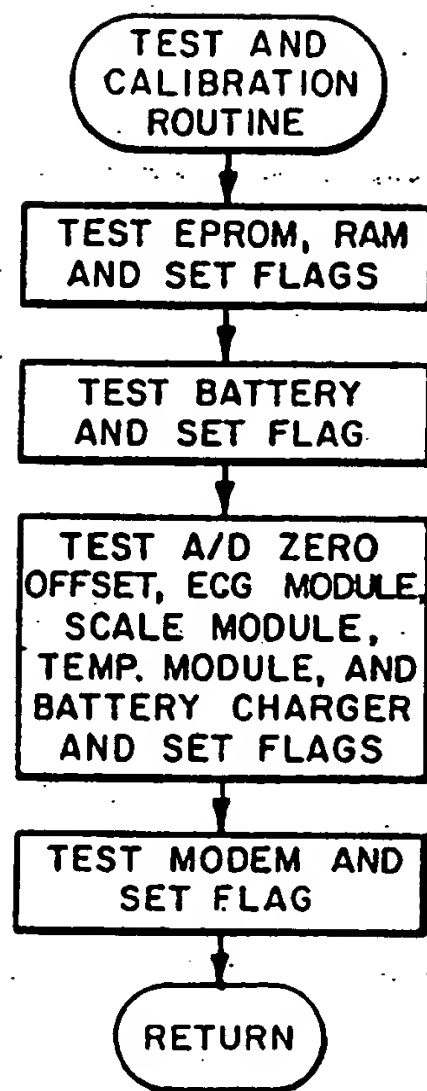 TEST AND
CALIBRATION
ROUTINE
TEST EPROM, RAM
AND SET FLAGS
TEST BATTERY
AND SET FLAG
TEST A/D ZERO
OFFSET, ECG MODULE,
SCALE MODULE,
TEMP. MODULE, AND
BATTERY CHARGER
AND SET FLAGS
TEST MODEM AND
SET FLAG
RETURN